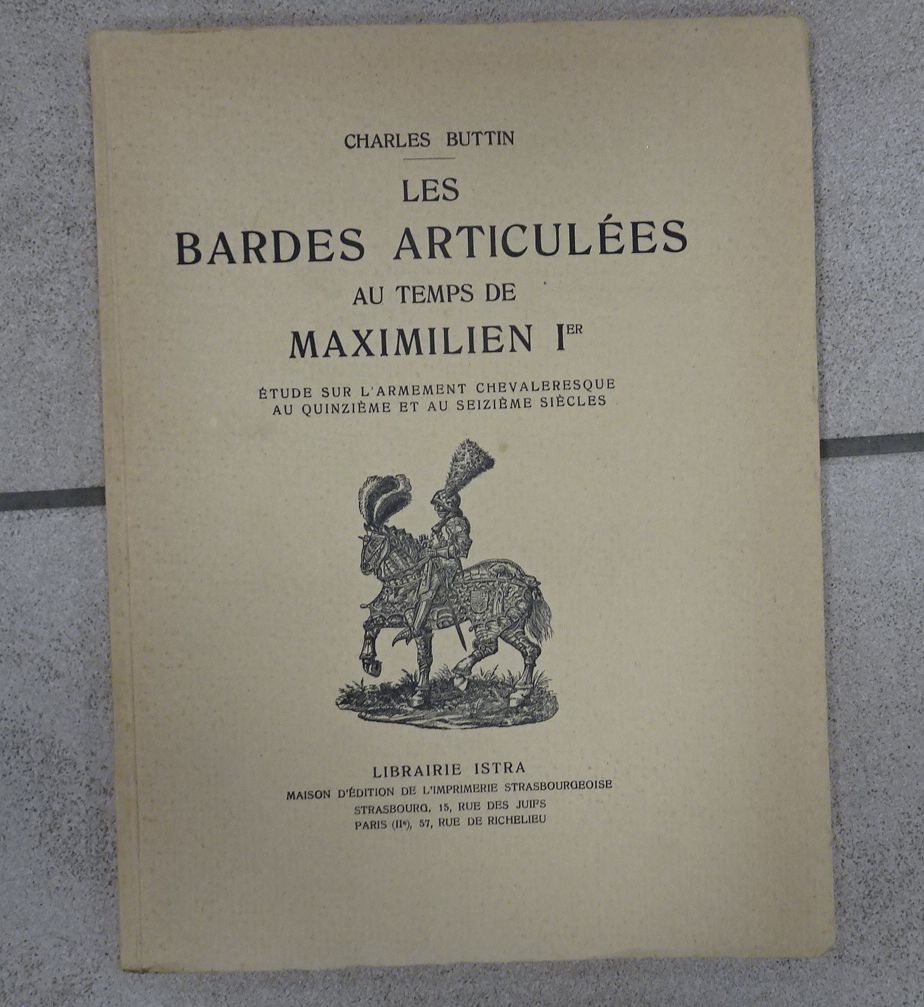 CHARLES BUTTIN
LES
BARDES ARTICULÉES
AU TEMPS DE
MAXIMILIEN IER
ÉTUDE SUR L'ARMEMENT CHEVALERESQUE
AU QUINZIÈME ET AU SEIZIÈME SIÈCLES
LIBRAIRIE ISTRA
MAISON D'ÉDITION DE L'IMPRIMERIE STRASBOURGEOISE
STRASBOURG, 15, RUE DES JUIFS
PARIS (IIe), 57, RUE DE RICHELIEU